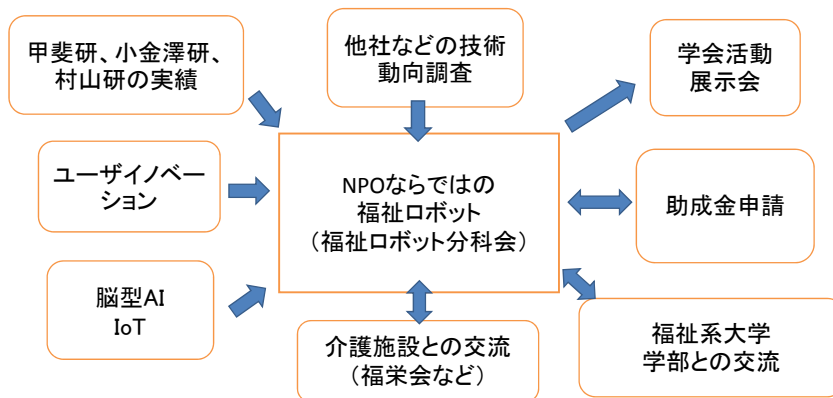 甲斐研、小金澤研、
村山研の実績
他社などの技術
動向調査
学会活動
展示会
ユーザイノベー
ション
NPOならではの
福祉ロボット
（福祉ロボット分科会）
助成金申請
脳型AI
IoT
介護施設との交流
（福栄会など）
福祉系大学
学部との交流